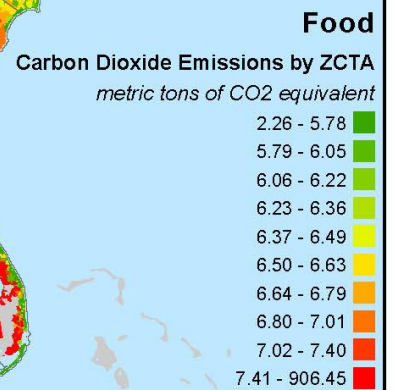 Food
Carbon Dioxide Emissions by ZCTA
metric tons of CO2 equivalent
2.26 - 5.78
5.79 - 6.05
6.06 - 6.22
6.23 - 6.36
6.37 - 6.49
6.50 - 6.63
6.64 - 6.79
6.80 - 7.01
7.02 - 7.40
7.41 - 906.45